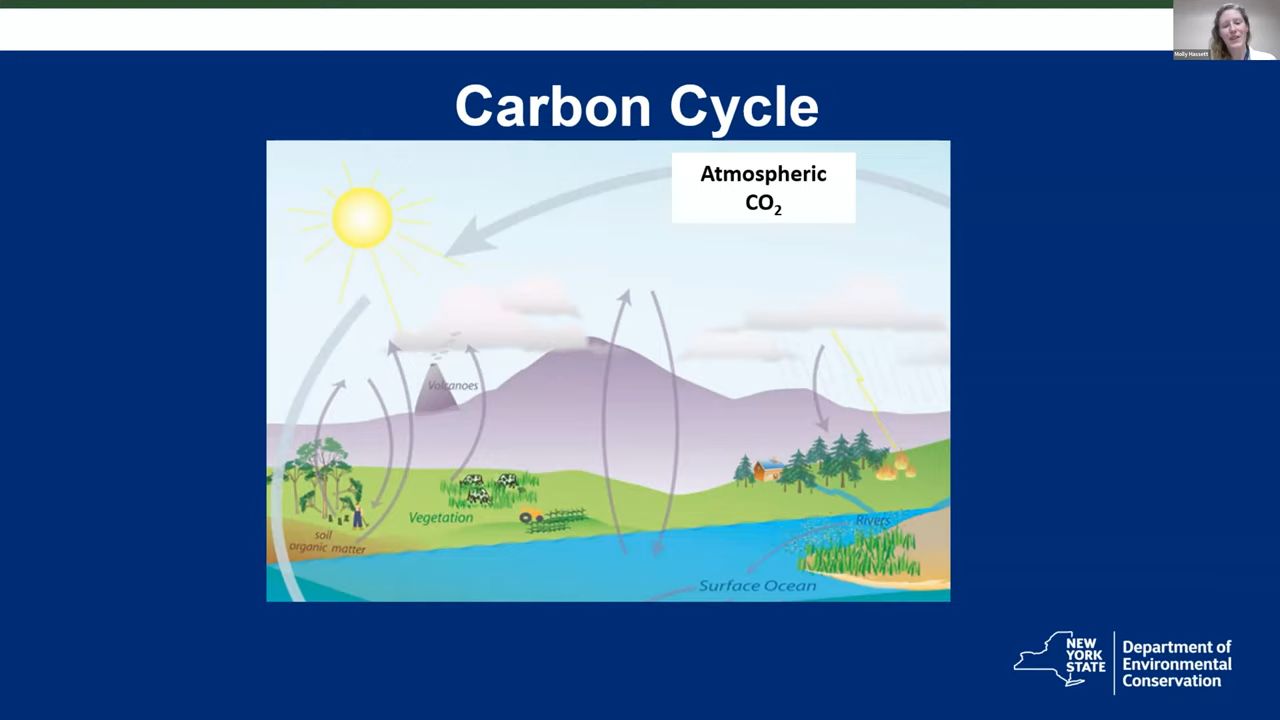 Molly Hassett
Carbon Cycle
Atmospheric
CO₂
Volcanoes
Vegetation
soil
organic matter
Rivers
Surface Ocean
NEW
YORK
STATE
Department of
Environmental
Conservation